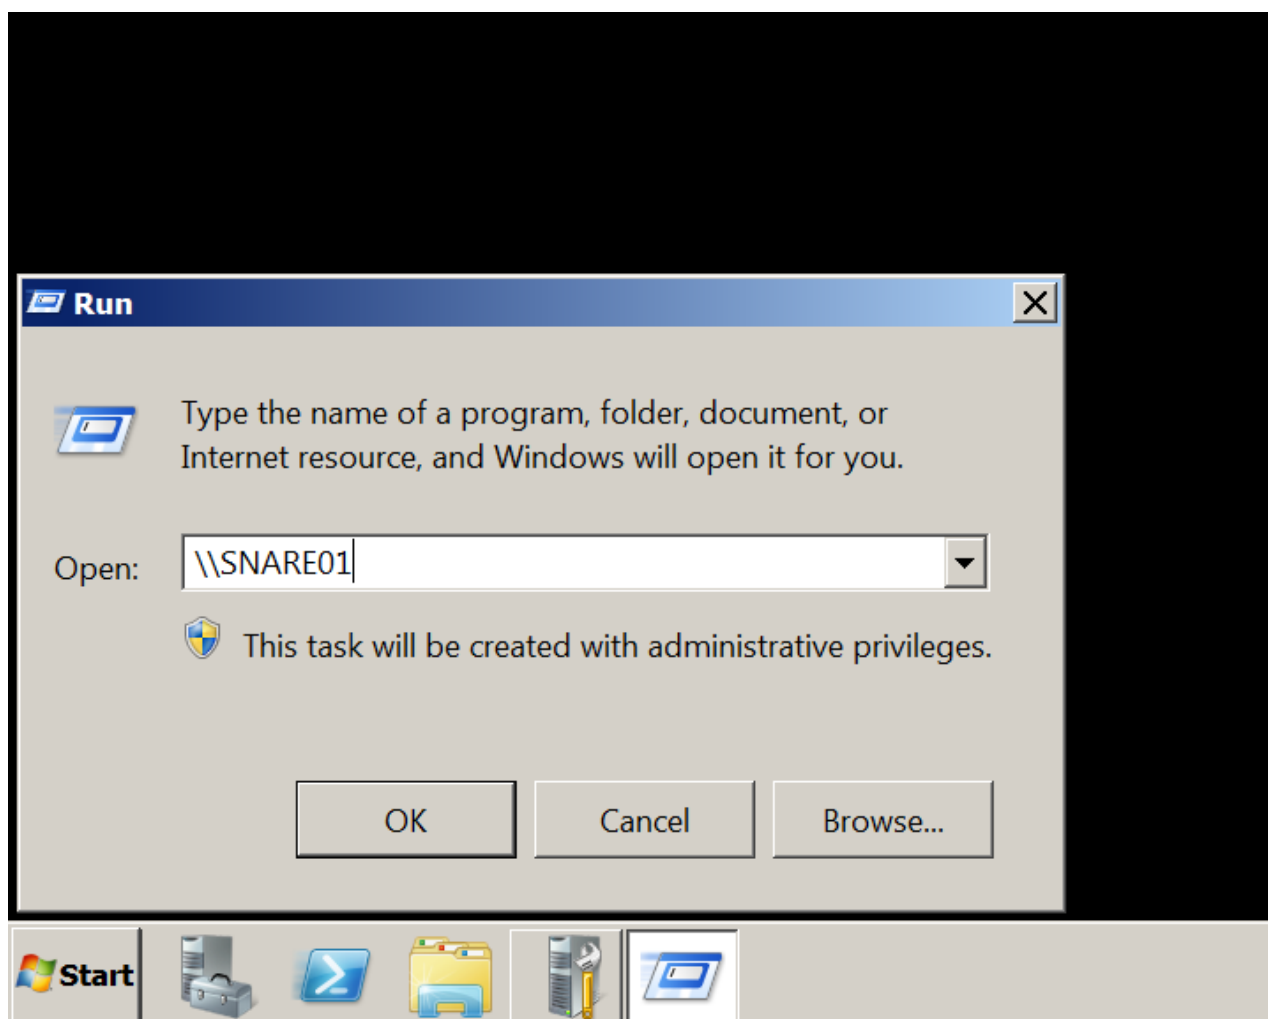 Run
Type the name of a program, folder, document, or
Internet resource, and Windows will open it for you.
Open: \\SNARE01
This task will be created with administrative privileges.
OK Cancel Browse...
Start